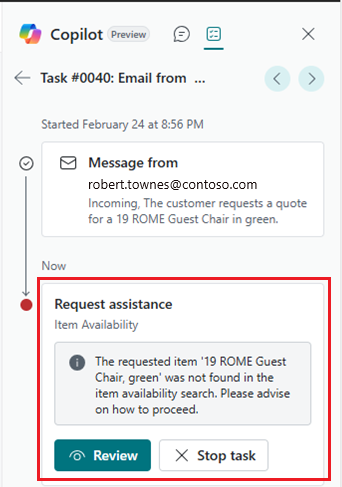 Copilot Preview
Task #0040: Email from ...
Started February 24 at 8:56 PM
Message from
robert.townes@contoso.com
Incoming, The customer requests a quote
for a 19 ROME Guest Chair in green.
Now
Request assistance
Item Availability
The requested item '19 ROME Guest
Chair, green' was not found in the
item availability search. Please advise
on how to proceed.
Review Stop task